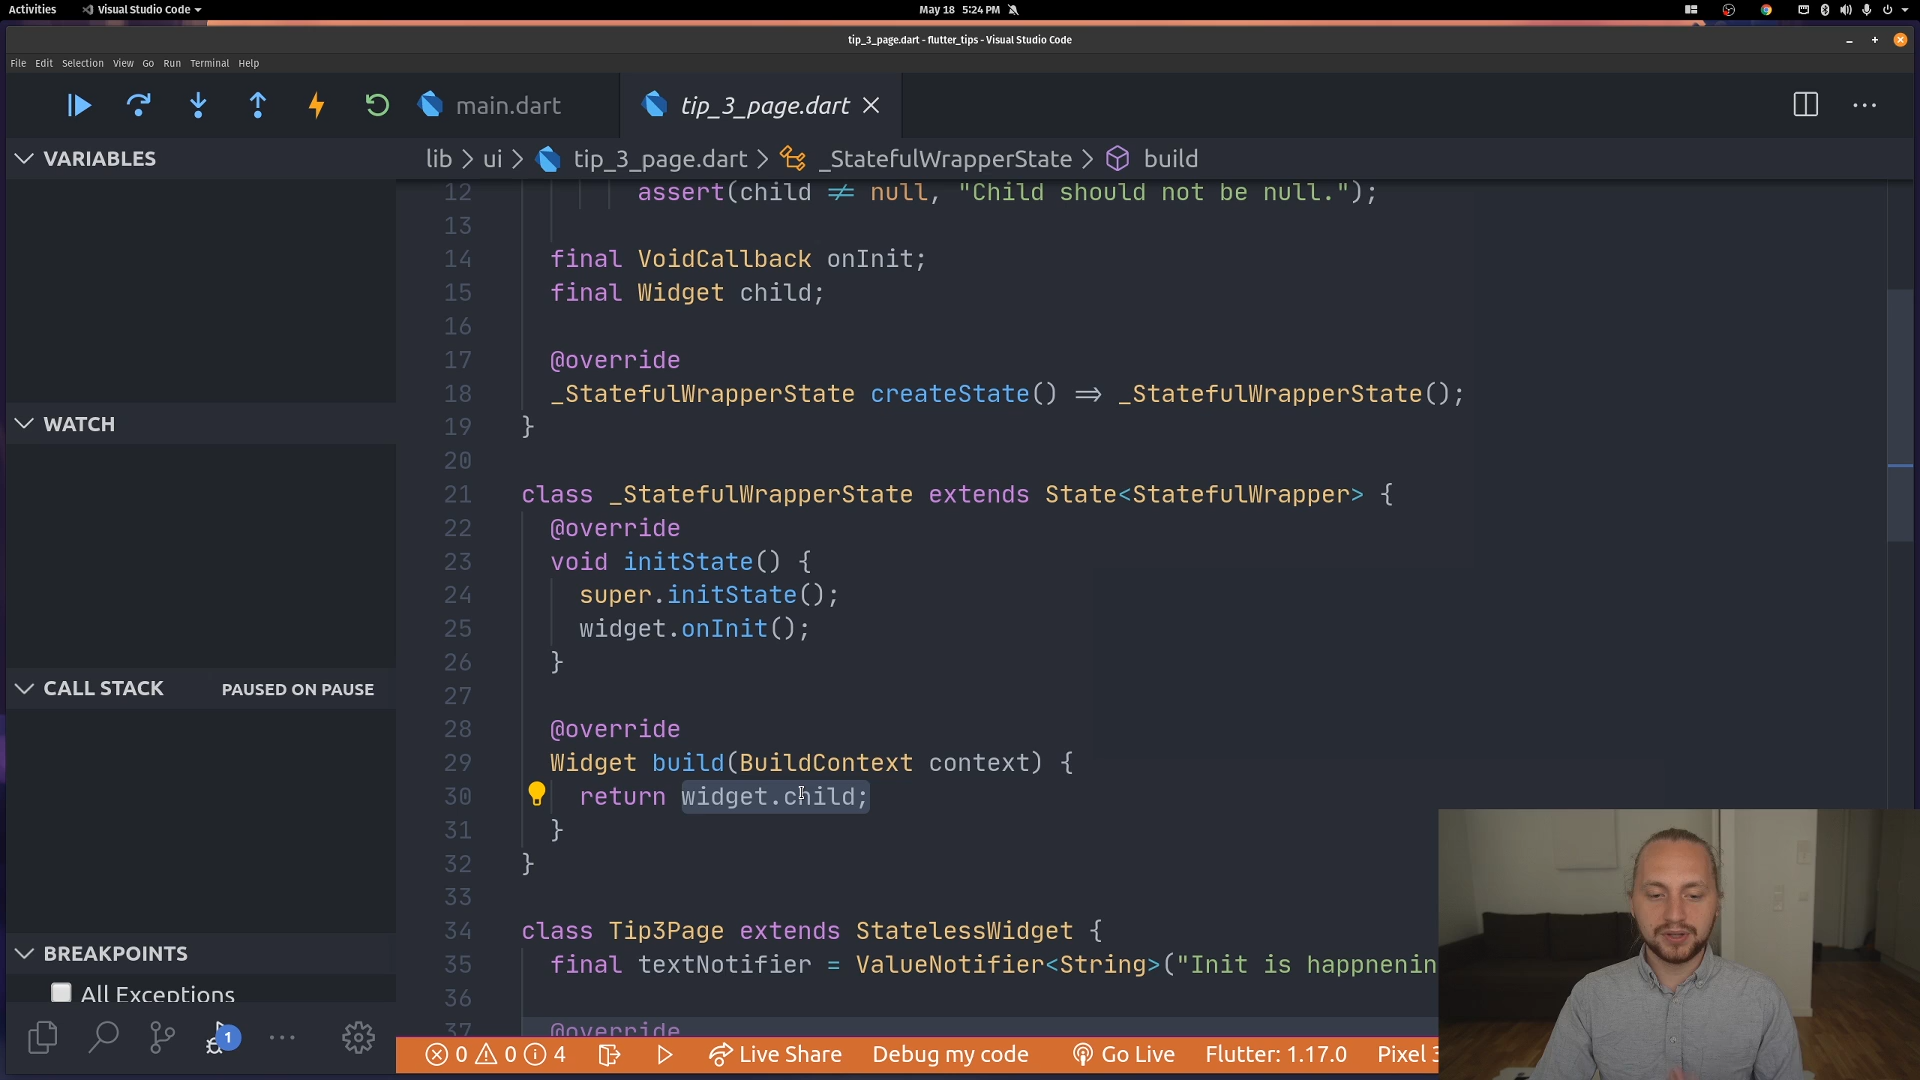 Activities
Visual Studio Code
May 18 5:24 PM
tip_3_page.dart - flutter_tips - Visual Studio Code
File Edit Selection View Go Run Terminal Help
main.dart
tip_3_page.dart
VARIABLES
lib > ui > tip_3_page.dart > _StatefulWrapperState > build
12 assert(child ≠ null, "Child should not be null.");
13
14 final VoidCallback onInit;
15 final Widget child;
16
17 @override
18 _StatefulWrapperState createState() ⇒ _StatefulWrapperState();
19 }
20
21 class _StatefulWrapperState extends State<StatefulWrapper> {
22 @override
23 void initState() {
24 super.initState();
25 widget.onInit();
26 }
27
28 @override
29 Widget build(BuildContext context) {
30 return widget.child;
31 }
32 }
33
34 class Tip3Page extends StatelessWidget {
35 final textNotifier = ValueNotifier<String>("Init is happnenin
36
37 @override
WATCH
CALL STACK PAUSED ON PAUSE
BREAKPOINTS
All Exceptions
1
0 0 4 Live Share Debug my code Go Live Flutter: 1.17.0 Pixel 3